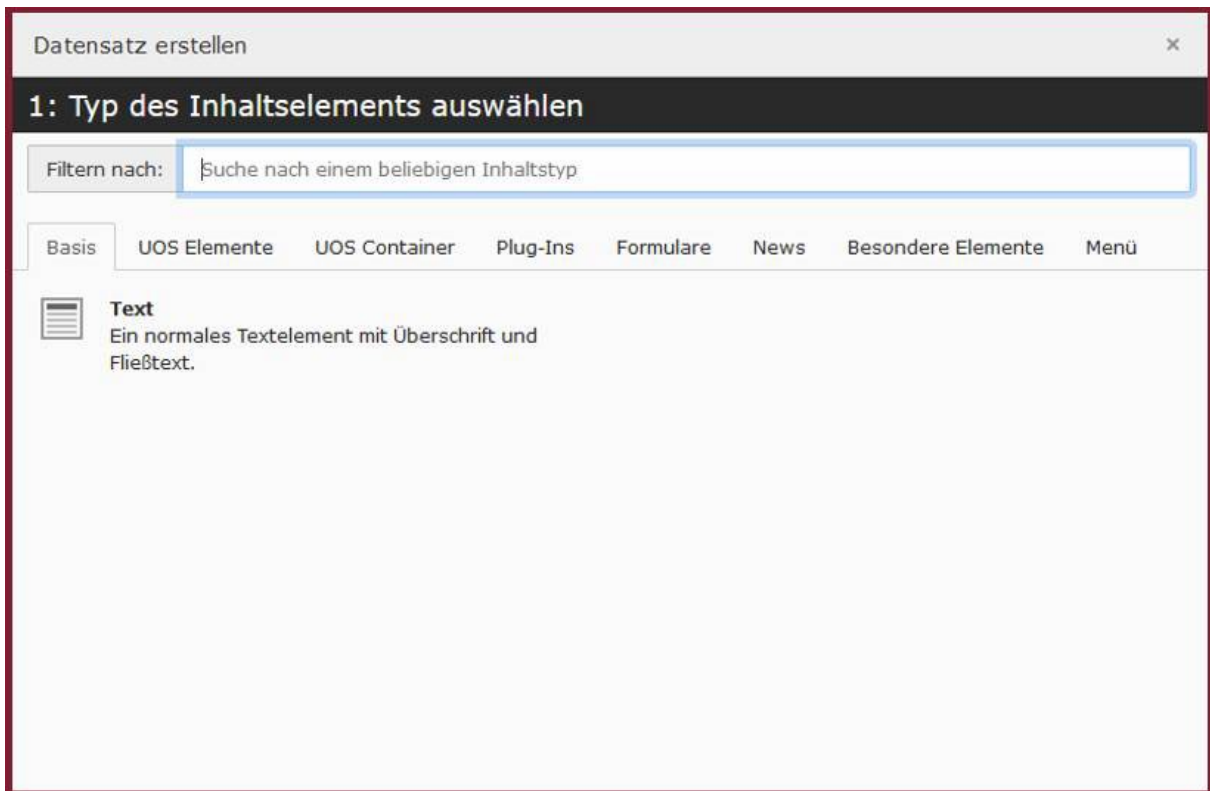 Datensatz erstellen ×
1: Typ des Inhaltselements auswählen
Filtern nach: Suche nach einem beliebigen Inhaltstyp
Basis UOS Elemente UOS Container Plug-Ins Formulare News Besondere Elemente Menü
Text
Ein normales Textelement mit Überschrift und
Fließtext.